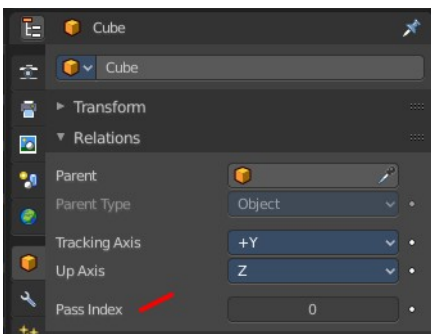 Cube
Cube
Transform
Relations
Parent
Parent Type Object
Tracking Axis +Y
Up Axis Z
Pass Index 0